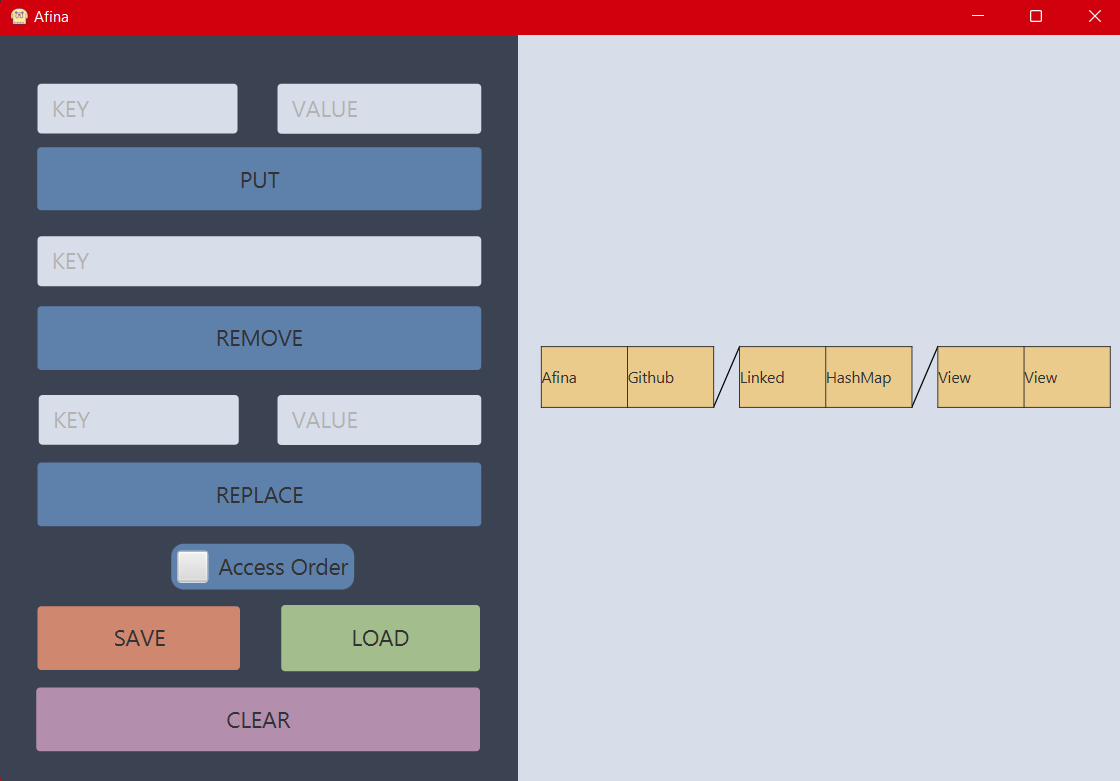 Afina
KEY VALUE
PUT
KEY
REMOVE
KEY VALUE
REPLACE
Access Order
SAVE LOAD
CLEAR
Afina Github Linked HashMap View View